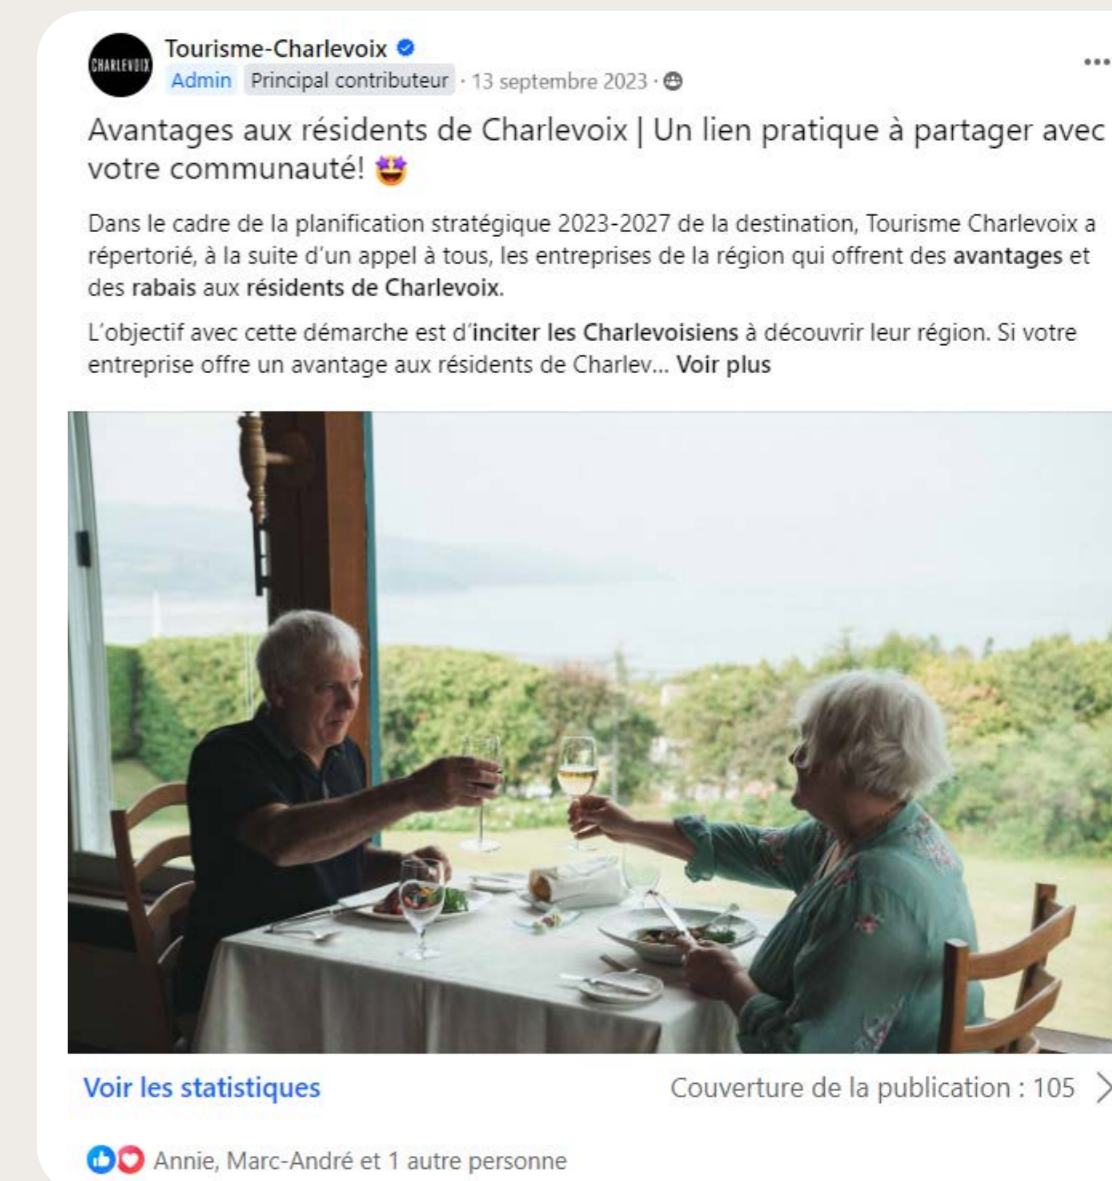 CHARLEVOIX
Tourisme-Charlevoix
Admin Principal contributeur · 13 septembre 2023 ·
Avantages aux résidents de Charlevoix | Un lien pratique à partager avec
votre communauté! 🤩
Dans le cadre de la planification stratégique 2023-2027 de la destination, Tourisme Charlevoix a
répertorié, à la suite d’un appel à tous, les entreprises de la région qui offrent des avantages et
des rabais aux résidents de Charlevoix.
L’objectif avec cette démarche est d’inciter les Charlevoisiens à découvrir leur région. Si votre
entreprise offre un avantage aux résidents de Charlev... Voir plus
Voir les statistiques
Couverture de la publication : 105
Annie, Marc-André et 1 autre personne